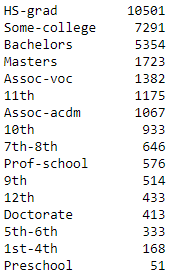 HS-grad 10501
Some-college 7291
Bachelors 5354
Masters 1723
Assoc-voc 1382
11th 1175
Assoc-acdm 1067
10th 933
7th-8th 646
Prof-school 576
9th 514
12th 433
Doctorate 413
5th-6th 333
1st-4th 168
Preschool 51